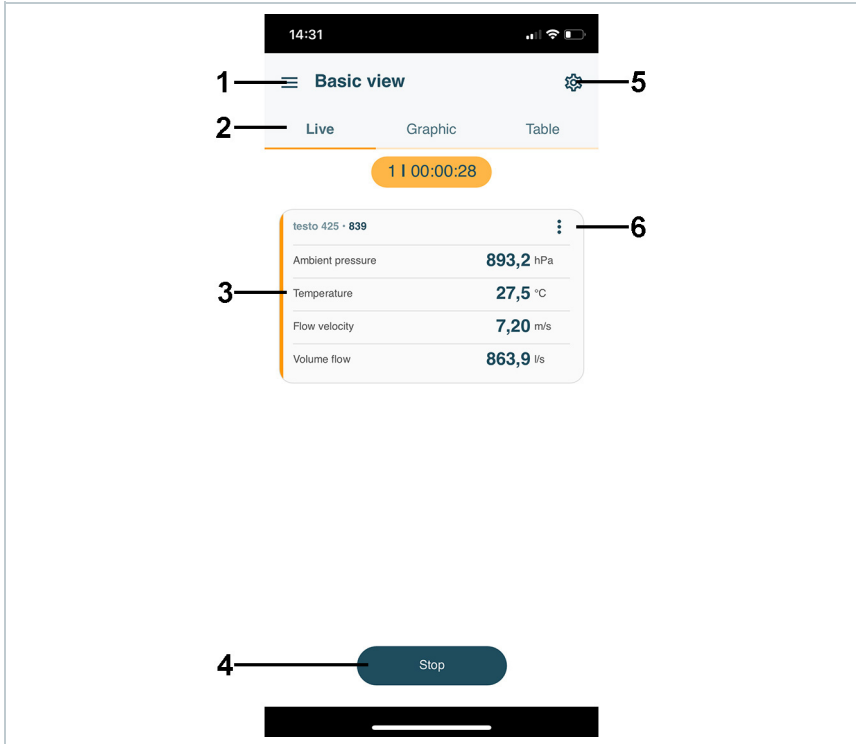 14:31
1 Basic view 5
2 Live Graphic Table
1 I 00:00:28
testo 425 · 839 6
Ambient pressure 893,2 hPa
3 Temperature 27,5 °C
Flow velocity 7,20 m/s
Volume flow 863,9 l/s
4 Stop